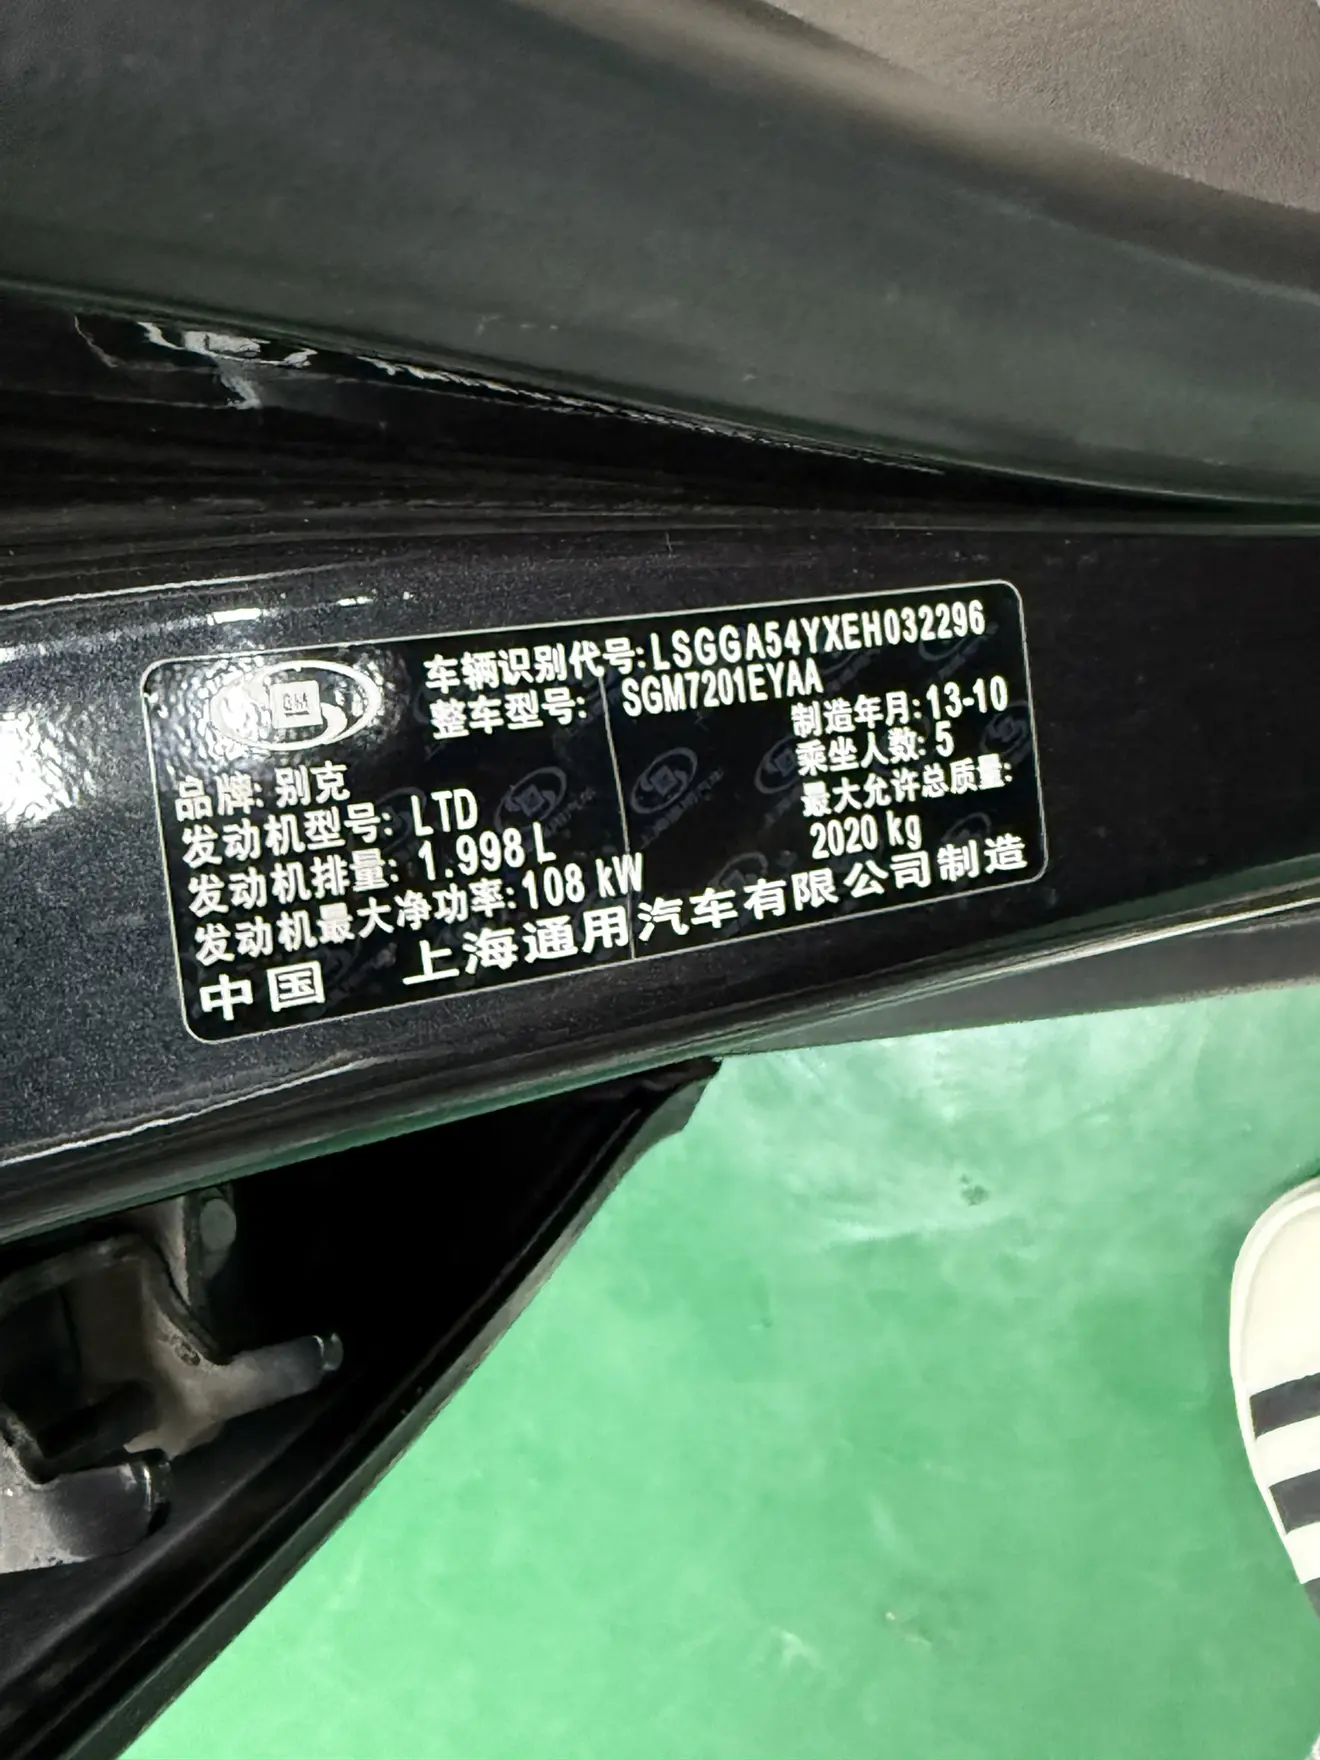 车辆识别代号:LSGGA54YXEH032296
整车型号: SGM7201EYAA
制造年月:13-10
品牌: 别克
乘坐人数: 5
发动机型号: LTD
最大允许总质量:
发动机排量: 1.998 L
2020 kg
发动机最大净功率:108 kW
中国 上海通用汽车有限公司制造